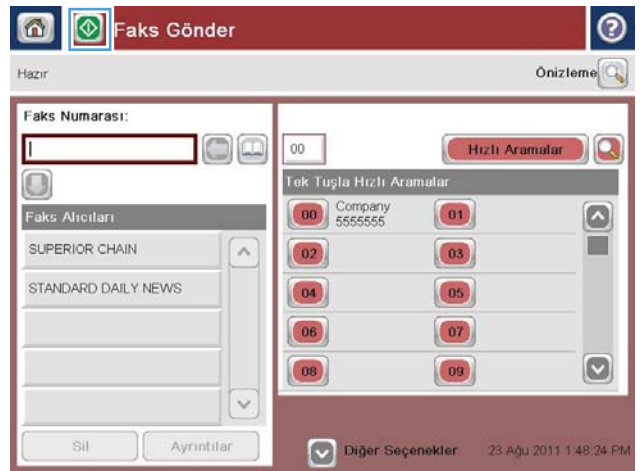 Faks Gönder
Hazır
Önizleme
Faks Numarası:
Faks Alıcıları
SUPERIOR CHAIN
STANDARD DAILY NEWS
Sil
Ayrıntılar
00
Hızlı Aramalar
Tek Tuşla Hızlı Aramalar
00 Company 01
5555555
02 03
04 05
06 07
08 09
Diğer Seçenekler
23 Ağu 2011 1:48:24 PM